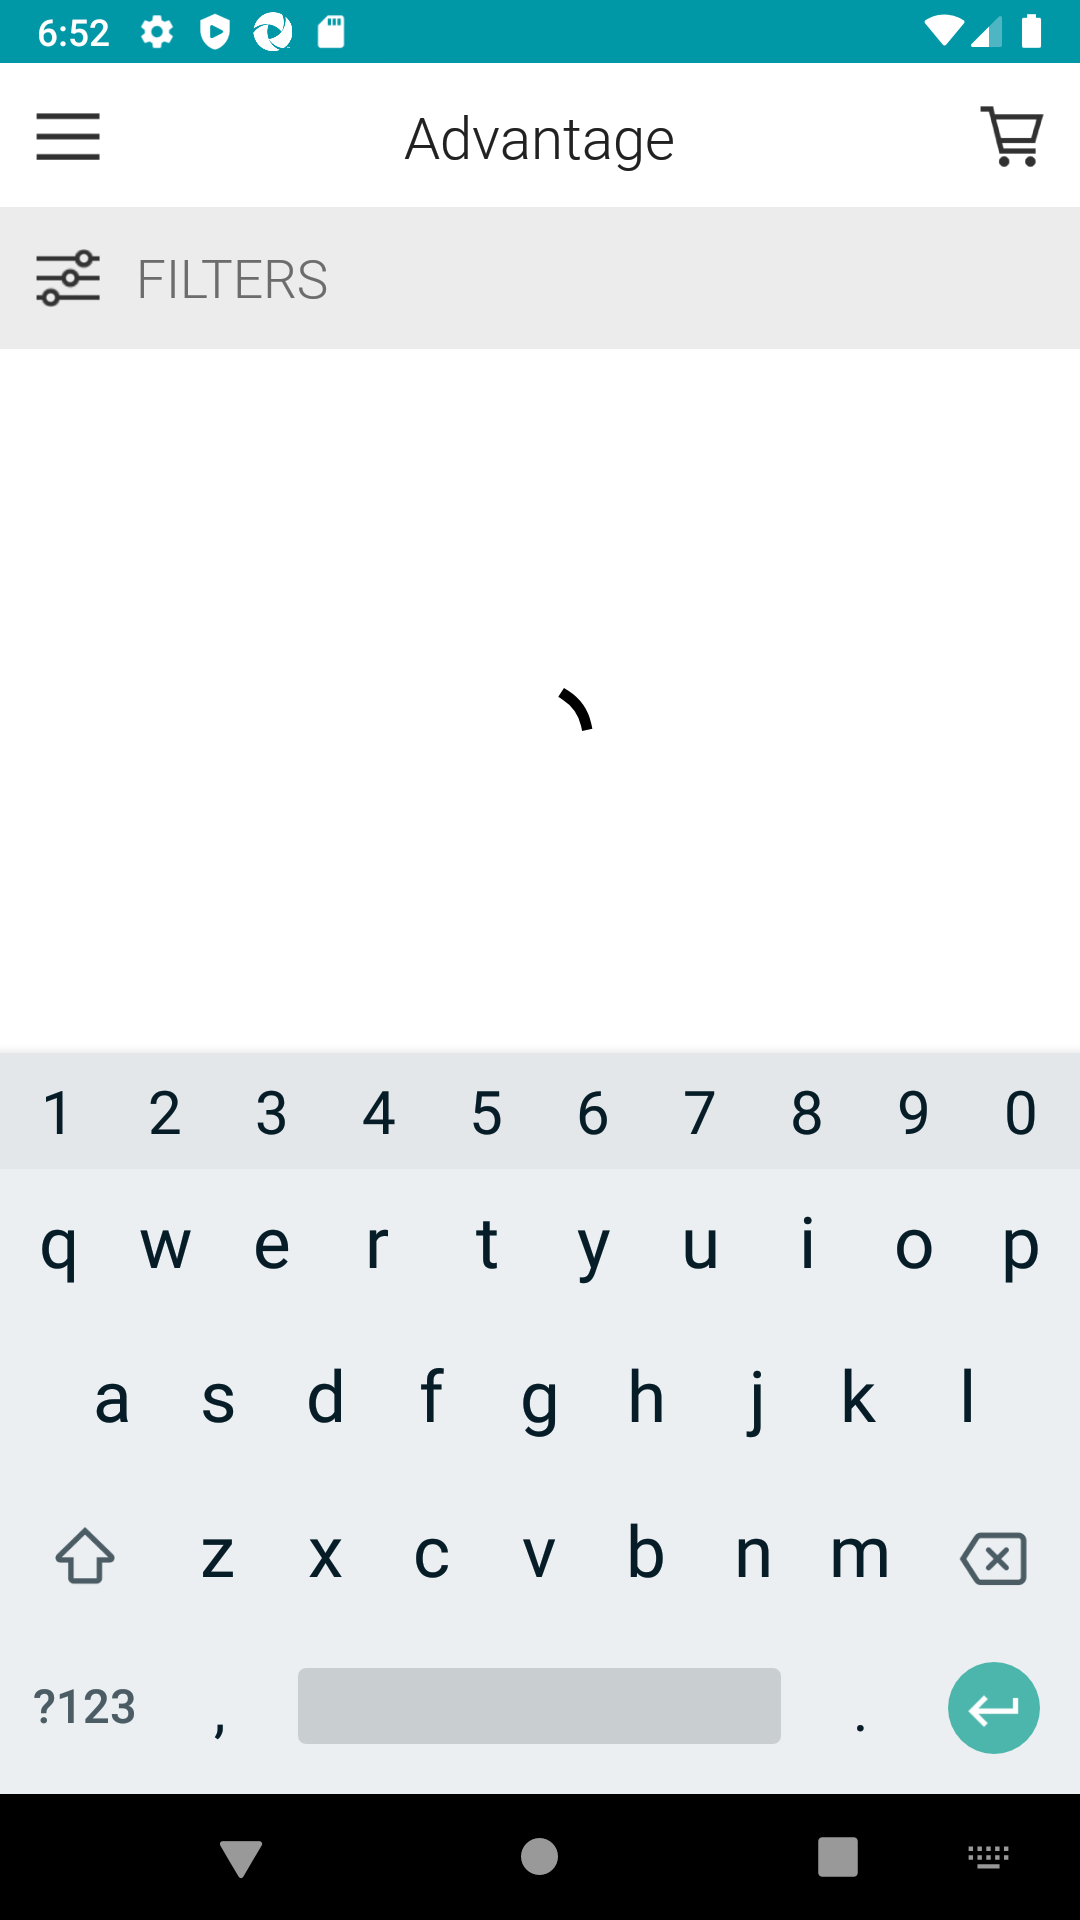 6:52
Advantage
FILTERS
1 2 3 4 5 6 7 8 9 0
q w e r t y u i o p
a s d f g h j k l
z x c v b n m
?123 , .